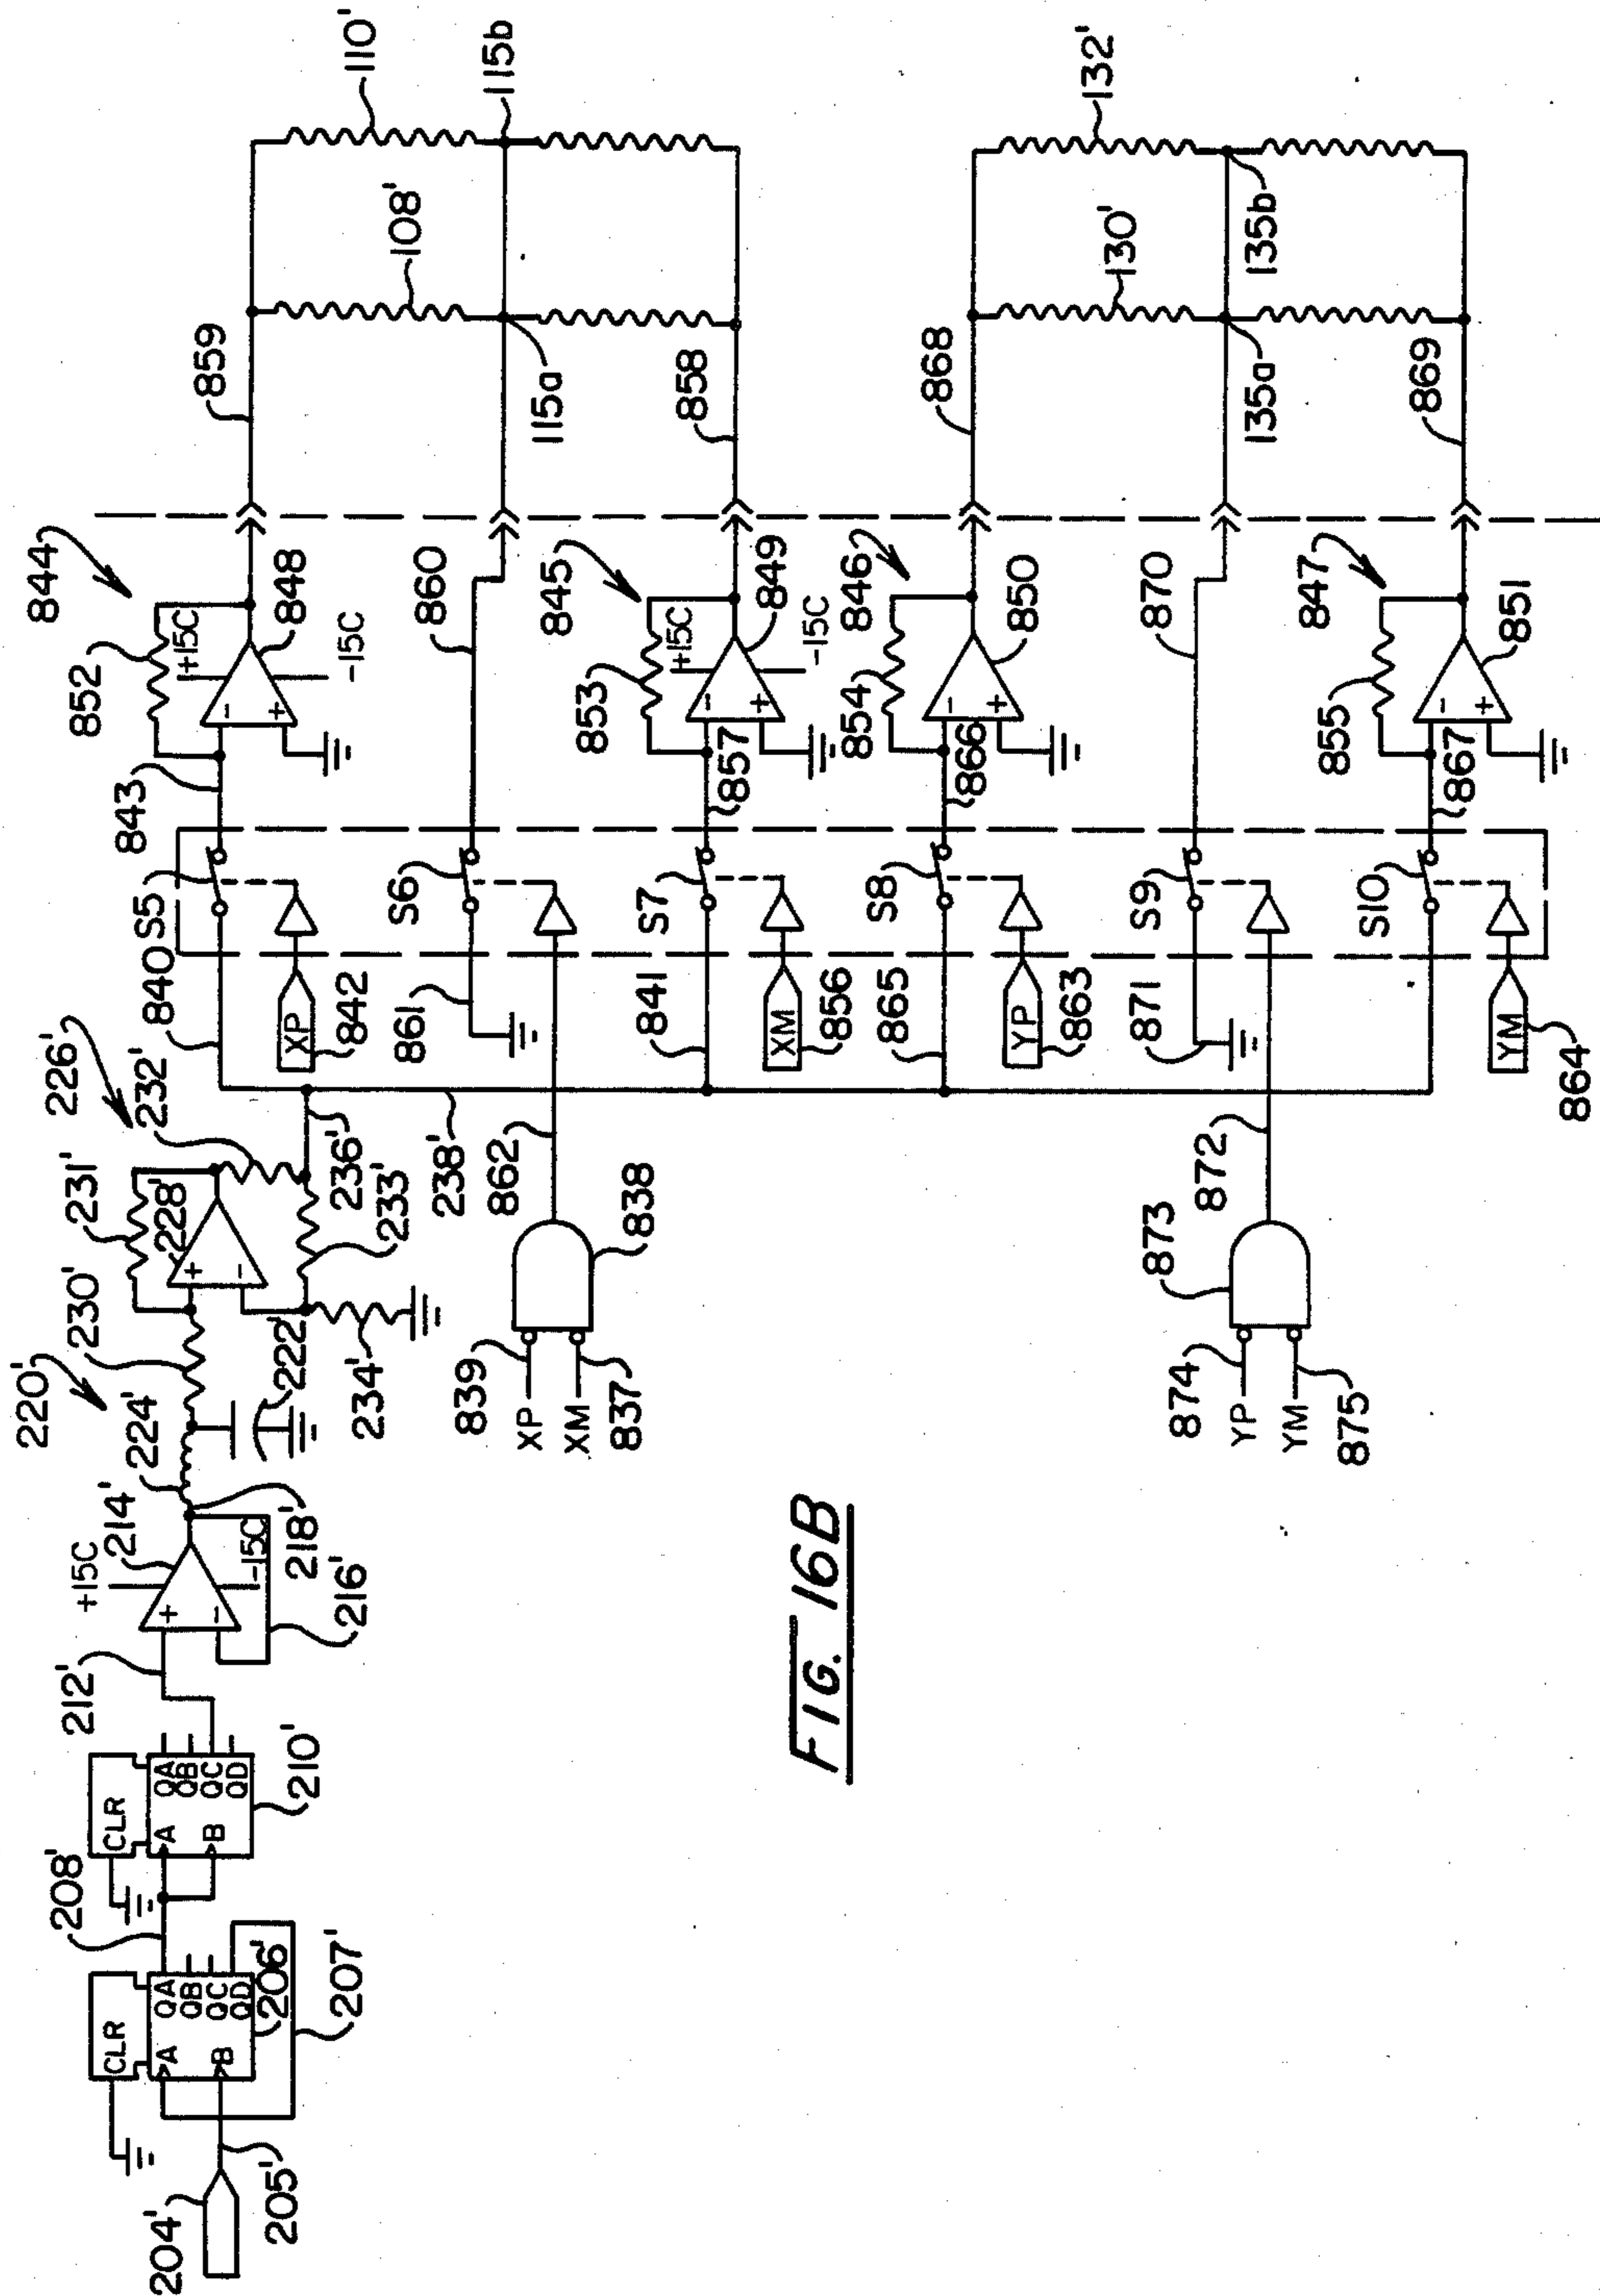 204'
205'
CLR
A
B
QA
QB
QC
QD
206'
207'
208'
CLR
A
B
QA
QB
QC
QD
210'
212'
+15C
214'
+
-
-15C
216'
218'
220'
224'
222'
230'
231'
228'
+
-
226'
232'
233'
234'
236'
238'
839
XP
XM
837
838
862
874
YP
YM
875
873
872
840
S5
XP
842
861
S6
841
S7
XM
856
865
S8
YP
863
871
S9
S10
YM
864
843
844
852
+15C
-
+
848
-15C
860
845
853
+15C
-
+
849
-15C
857
846
854
-
+
850
866
870
847
855
-
+
851
867
859
108'
110'
115a
115b
858
868
130'
132'
135a
135b
869
FIG. 16B